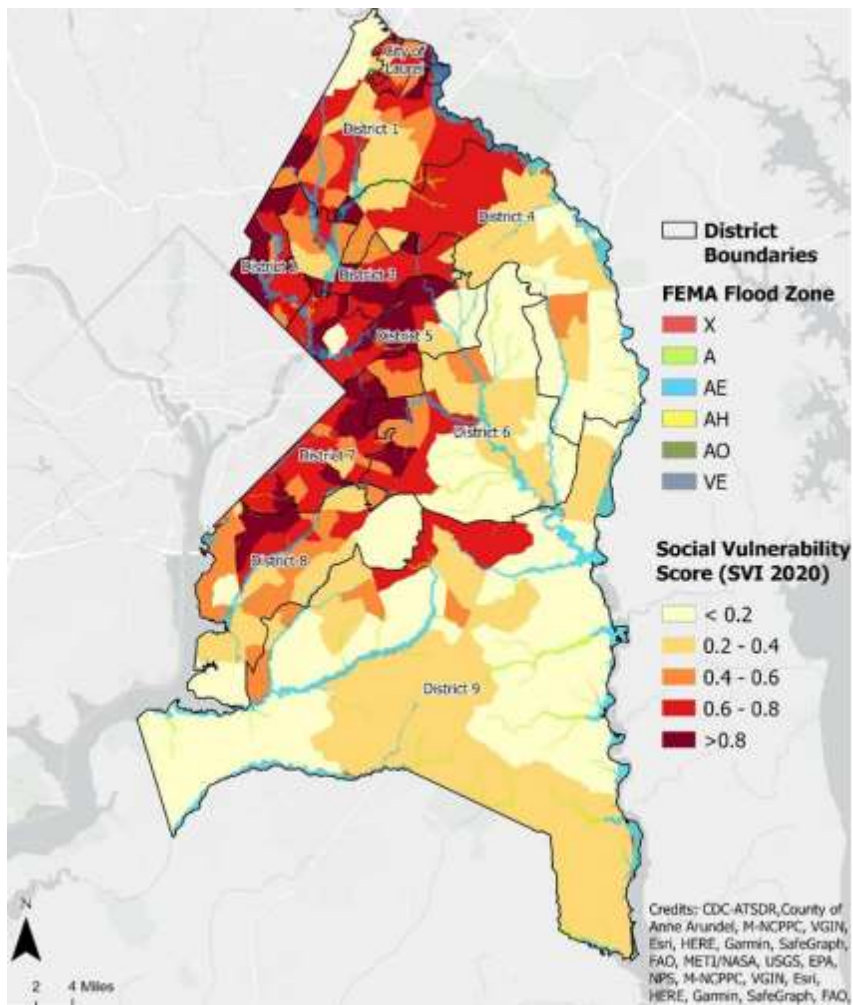 City of
Laurel
District 1
District 4
District 2
District 3
District 5
District 6
District 7
District 8
District 9
District
Boundaries
FEMA Flood Zone
X
A
AE
AH
AO
VE
Social Vulnerability
Score (SVI 2020)
< 0.2
0.2 - 0.4
0.4 - 0.6
0.6 - 0.8
>0.8
N
2 4 Miles
Credits: CDC-ATSDR,County of
Anne Arundel, M-NCPPC, VGIN,
Esri, HERE, Garmin, SafeGraph,
FAO, METI/NASA, USGS, EPA,
NPS, M-NCPPC, VGIN, Esri,
HERE, Garmin, SafeGraph, FAO